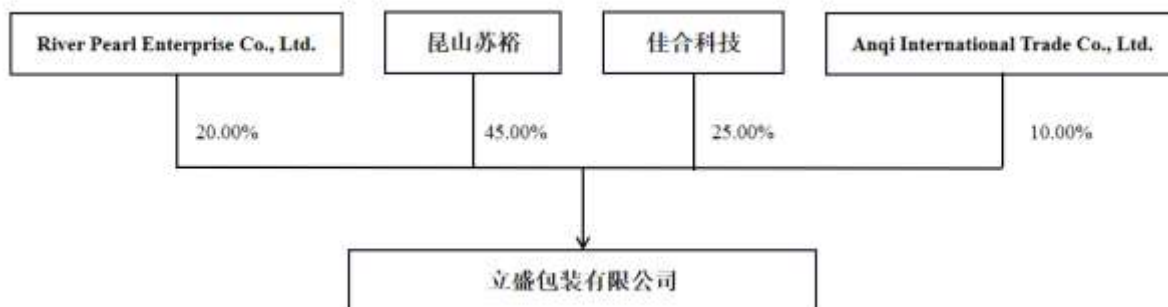 River Pearl Enterprise Co., Ltd.
昆山苏裕
佳合科技
Anqi International Trade Co., Ltd.
20.00%
45.00%
25.00%
10.00%
立盛包装有限公司